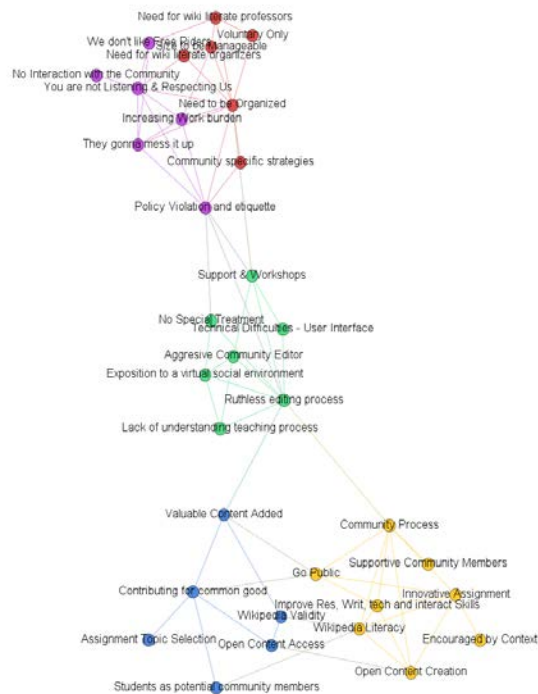 Need for wiki literate professors
Voluntary Only
We don't like Free Riders
Size to be Manageable
Need for wiki literate organizers
No Interaction with the Community
You are not Listening & Respecting Us
Need to be Organized
Increasing Work burden
They gonna mess it up
Community specific strategies
Policy Violation and etiquette
Support & Workshops
No Special Treatment
Technical Difficulties - User Interface
Aggresive Community Editor
Exposition to a virtual social environment
Ruthless editing process
Lack of understanding teaching process
Valuable Content Added
Community Process
Supportive Community Members
Go Public
Contributing for common good
Innovative Assignment
Improve Res, Writ, tech and interact Skills
Wikipedia Validity
Wikipedia Literacy
Assignment Topic Selection
Open Content Access
Encouraged by Context
Open Content Creation
Students as potential community members